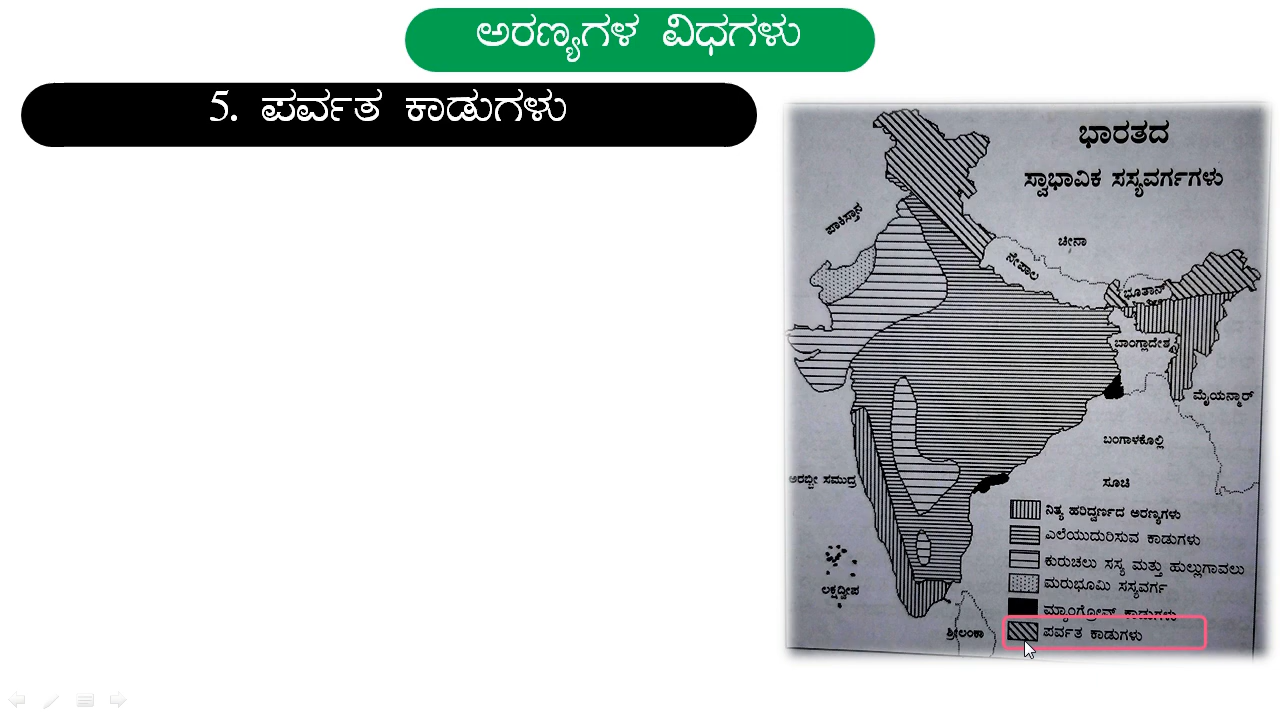 ಅರಣ್ಯಗಳ ವಿಧಗಳು
5. ಪರ್ವತ ಕಾಡುಗಳು
ಭಾರತದ
ಸ್ವಾಭಾವಿಕ ಸಸ್ಯವರ್ಗಗಳು
ಪಾಕಿಸ್ತಾನ
ಚೀನಾ
ನೇಪಾಲ
ಭೂತಾನ್
ಬಾಂಗ್ಲಾದೇಶ
ಮೈಯನ್ಮಾರ್
ಬಂಗಾಳಕೊಲ್ಲಿ
ಅರಬ್ಬೀ ಸಮುದ್ರ
ಸೂಚಿ
ನಿತ್ಯ ಹರಿದ್ವರ್ಣದ ಅರಣ್ಯಗಳು
ಎಲೆಯುದುರಿಸುವ ಕಾಡುಗಳು
ಕುರುಚಲು ಸಸ್ಯ ಮತ್ತು ಹುಲ್ಲುಗಾವಲು
ಮರುಭೂಮಿ ಸಸ್ಯವರ್ಗ
ಲಕ್ಷದ್ವೀಪ
ಮ್ಯಾಂಗ್ರೋವ್ ಕಾಡುಗಳು
ಶ್ರೀಲಂಕಾ
ಪರ್ವತ ಕಾಡುಗಳು